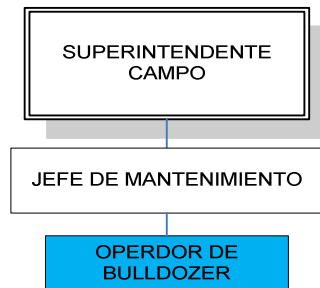 SUPERINTENDENTE
CAMPO
JEFE DE MANTENIMIENTO
OPERDOR DE
BULLDOZER